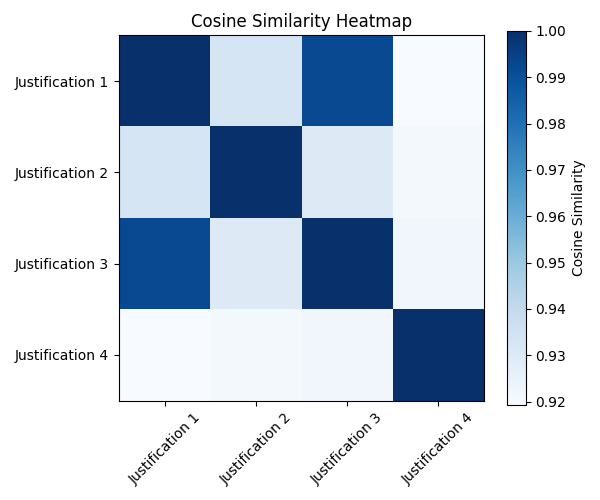 Cosine Similarity Heatmap
Justification 1
Justification 2
Justification 3
Justification 4
Justification 1
Justification 2
Justification 3
Justification 4
1.00
0.99
0.98
0.97
0.96
0.95
0.94
0.93
0.92
Cosine Similarity